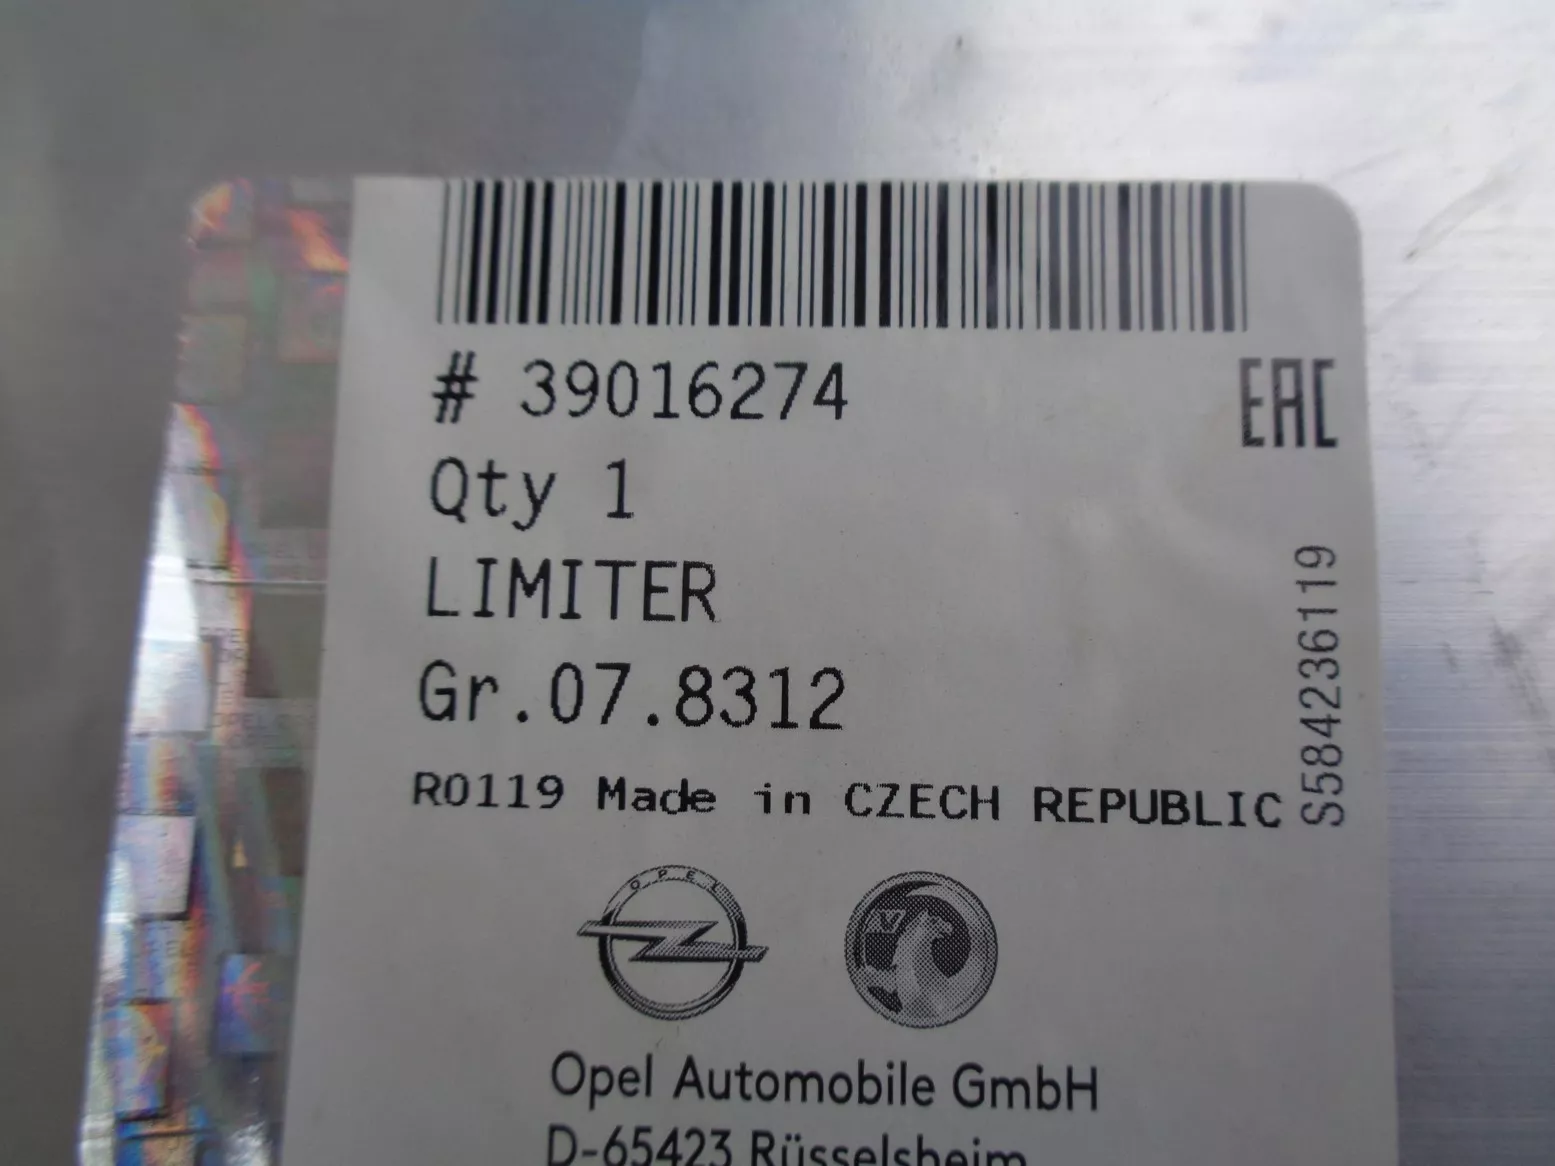 # 39016274
EAC
Qty 1
LIMITER
Gr.07.8312
R0119 Made in CZECH REPUBLIC
S584236119
OPEL
V
Opel Automobile GmbH
D-65423 Rüsselsheim